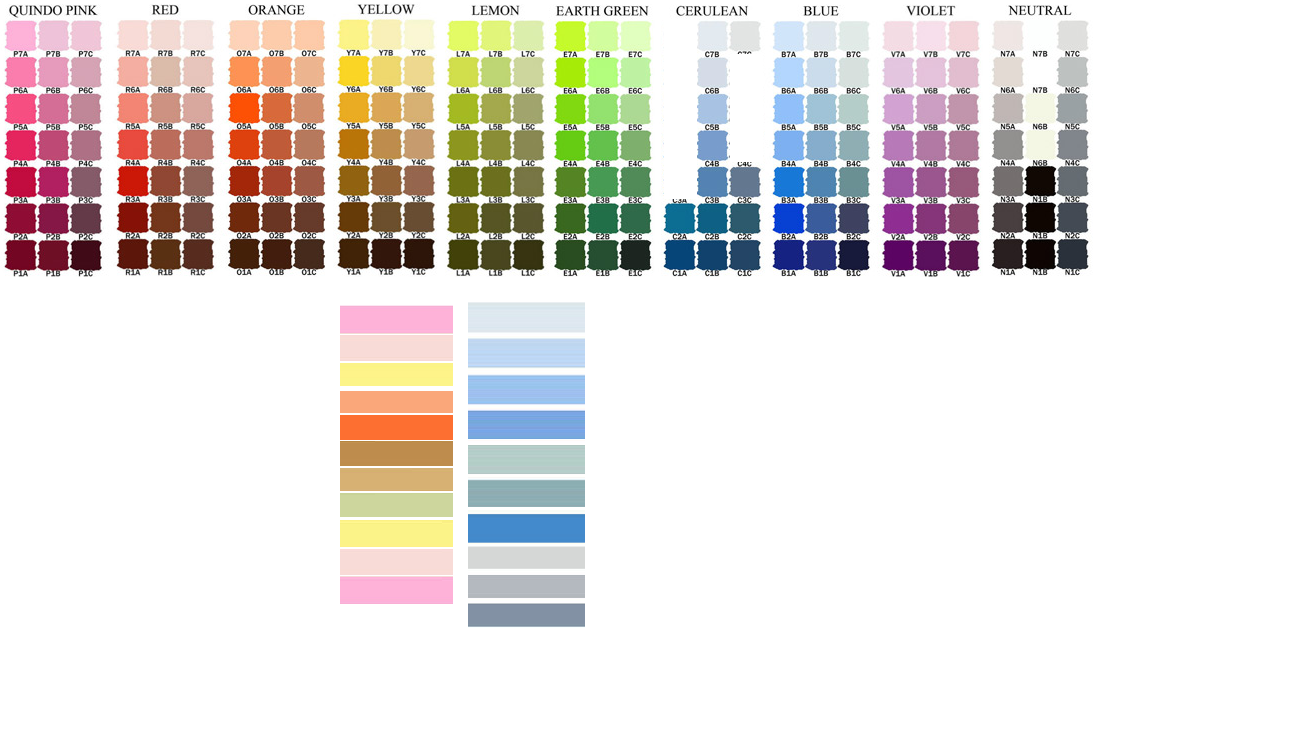 QUINDO PINK RED ORANGE YELLOW LEMON EARTH GREEN CERULEAN BLUE VIOLET NEUTRAL
P7A P7B P7C R7A R7B R7C O7A O7B O7C Y7A Y7B Y7C L7A L7B L7C E7A E7B E7C C7B C7C B7A B7B B7C V7A V7B V7C N7A N7B N7C
P6A P6B P6C R6A R6B R6C O6A O6B O6C Y6A Y6B Y6C L6A L6B L6C E6A E6B E6C C6B B6A B6B B6C V6A V6B V6C N6A N7B N6C
P5A P5B P5C R5A R5B R5C O5A O5B O5C Y5A Y5B Y5C L5A L5B L5C E5A E5B E5C C5B B5A B5B B5C V5A V5B V5C N5A N6B N5C
P4A P4B P4C R4A R4B R4C O4A O4B O4C Y4A Y4B Y4C L4A L4B L4C E4A E4B E4C C4B C4C B4A B4B B4C V4A V4B V4C N4A N6B N4C
P3A P3B P3C R3A R3B R3C O3A O3B O3C Y3A Y3B Y3C L3A L3B L3C E3A E3B E3C C3A C3B C3C B3A B3B B3C V3A V3B V3C N3A N1B N3C
P2A P2B P2C R2A R2B R2C O2A O2B O2C Y2A Y2B Y2C L2A L2B L2C E2A E2B E2C C2A C2B C2C B2A B2B B2C V2A V2B V2C N2A N1B N2C
P1A P1B P1C R1A R1B R1C O1A O1B O1C Y1A Y1B Y1C L1A L1B L1C E1A E1B E1C C1A C1B C1C B1A B1B B1C V1A V1B V1C N1A N1B N1C